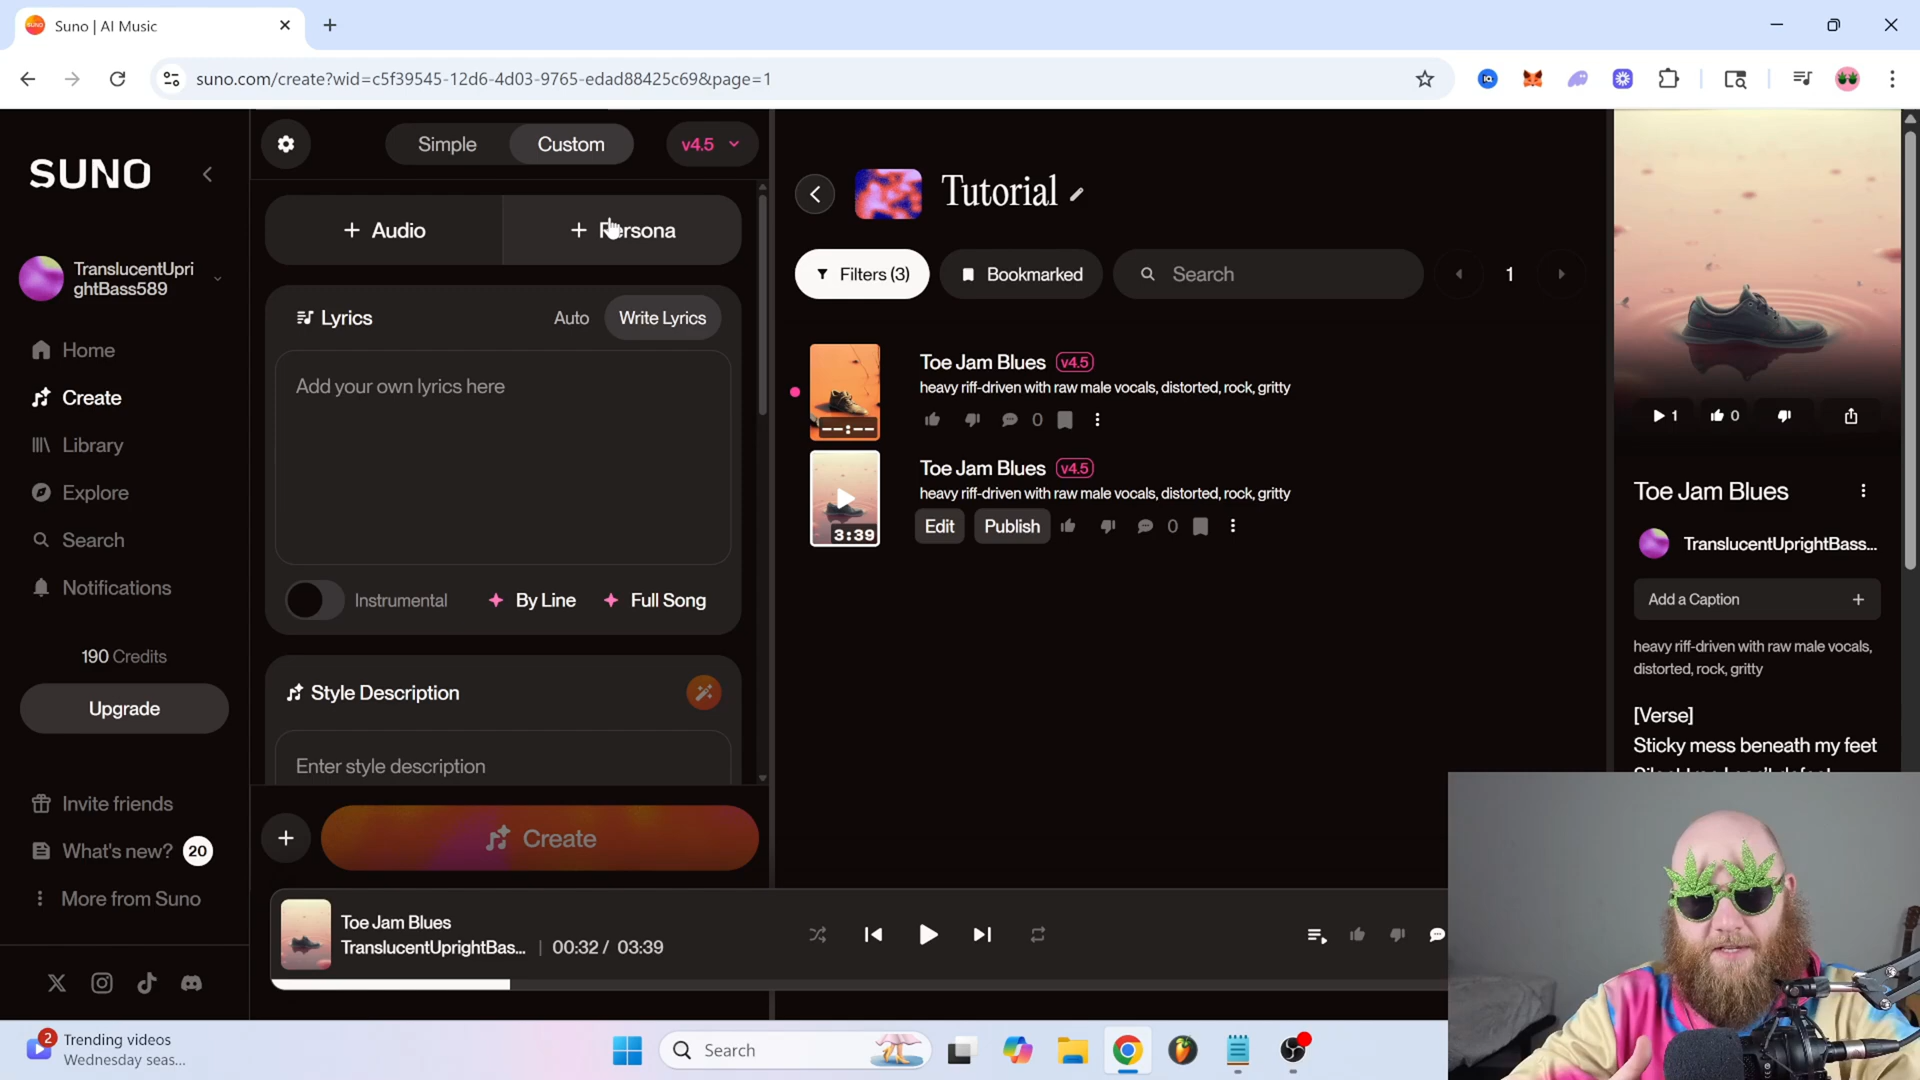 Suno | AI Music
suno.com/create?wid=c5f39545-12d6-4d03-9765-edad88425c69&page=1
SUNO
TranslucentUpri
ghtBass589
Home
Create
Library
Explore
Search
Notifications
190 Credits
Upgrade
Invite friends
What's new? 20
More from Suno
Simple Custom v4.5
+ Audio
+ Persona
Lyrics Auto Write Lyrics
Add your own lyrics here
Instrumental By Line Full Song
Style Description
Enter style description
+ Create
Tutorial
Filters (3) Bookmarked Search 1
Toe Jam Blues v4.5
heavy riff-driven with raw male vocals, distorted, rock, gritty
--:--
0
Toe Jam Blues v4.5
heavy riff-driven with raw male vocals, distorted, rock, gritty
3:39
Edit Publish 0
1 0
Toe Jam Blues
TranslucentUprightBass...
Add a Caption +
heavy riff-driven with raw male vocals,
distorted, rock, gritty
[Verse]
Sticky mess beneath my feet
Toe Jam Blues
TranslucentUprightBas... | 00:32 / 03:39
2
Trending videos
Wednesday seas...
Search